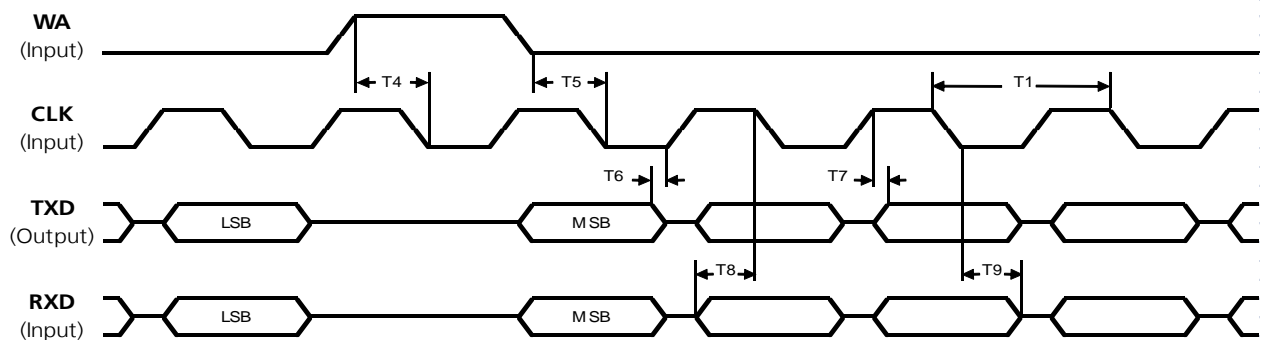 WA
(Input)
T4
T5
T1
CLK
(Input)
T6
T7
TXD
(Output)
LSB
MSB
T8
T9
RXD
(Input)
LSB
MSB